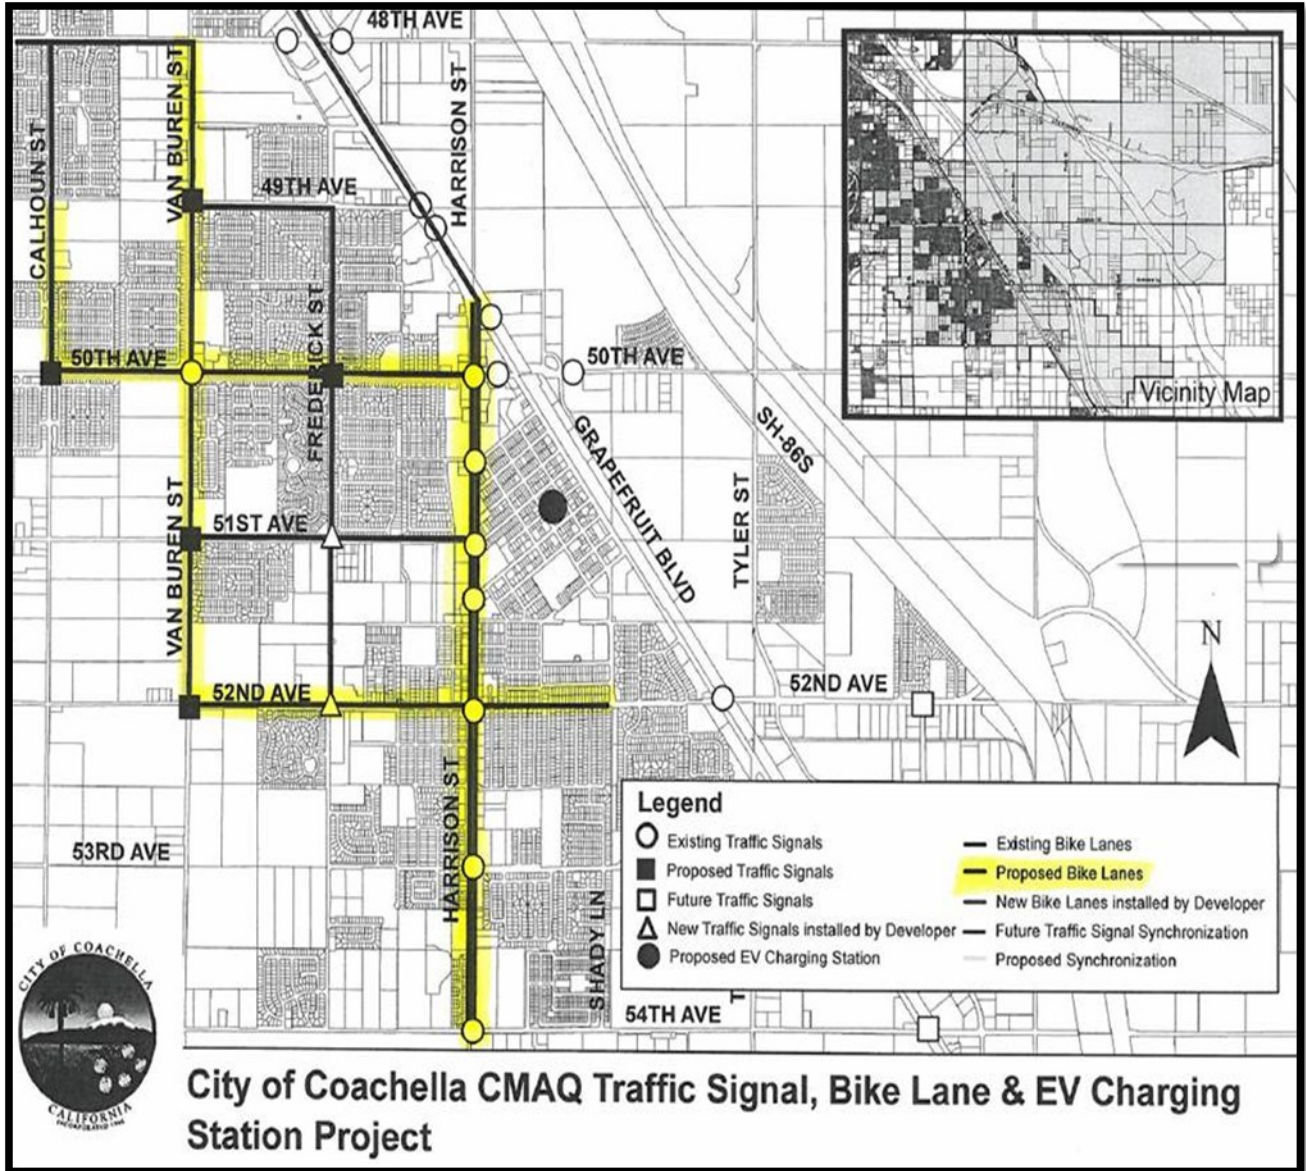 48TH AVE
CALHOUN ST
VAN BUREN ST
HARRISON ST
49TH AVE
50TH AVE
FREDERICK ST
50TH AVE
GRAPEFRUIT BLVD
SH-86S
TYLER ST
51ST AVE
VAN BUREN ST
52ND AVE
52ND AVE
HARRISON ST
53RD AVE
SHADY LN
54TH AVE
T
Vicinity Map
N
Legend
Existing Traffic Signals
Proposed Traffic Signals
Future Traffic Signals
New Traffic Signals installed by Developer
Proposed EV Charging Station
Existing Bike Lanes
Proposed Bike Lanes
New Bike Lanes installed by Developer
Future Traffic Signal Synchronization
Proposed Synchronization
CITY OF COACHELLA
CALIFORNIA
City of Coachella CMAQ Traffic Signal, Bike Lane & EV Charging
Station Project